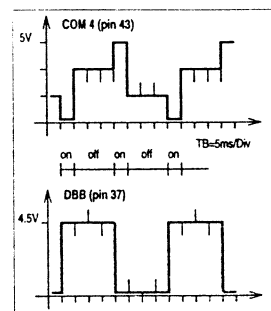 COM 4 (pin 43)
5V
TB=5ms/Div
on off on off on
DBB (pin 37)
4.5V